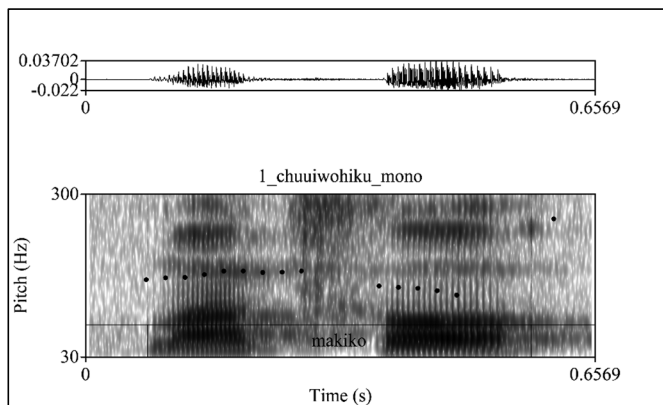 0.03702
0
-0.022
0 0.6569
1_chuuiwohiku_mono
300
Pitch (Hz)
makiko
30
0 0.6569
Time (s)